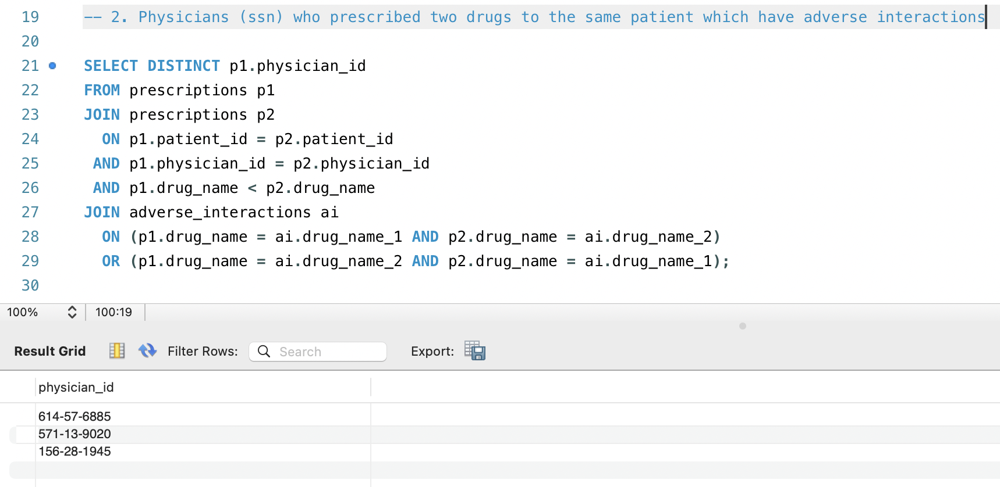 19 -- 2. Physicians (ssn) who prescribed two drugs to the same patient which have adverse interactions
20
21 SELECT DISTINCT p1.physician_id
22 FROM prescriptions p1
23 JOIN prescriptions p2
24 ON p1.patient_id = p2.patient_id
25 AND p1.physician_id = p2.physician_id
26 AND p1.drug_name < p2.drug_name
27 JOIN adverse_interactions ai
28 ON (p1.drug_name = ai.drug_name_1 AND p2.drug_name = ai.drug_name_2)
29 OR (p1.drug_name = ai.drug_name_2 AND p2.drug_name = ai.drug_name_1);
30
100% 100:19
Result Grid Filter Rows: Search Export:
physician_id
614-57-6885
571-13-9020
156-28-1945